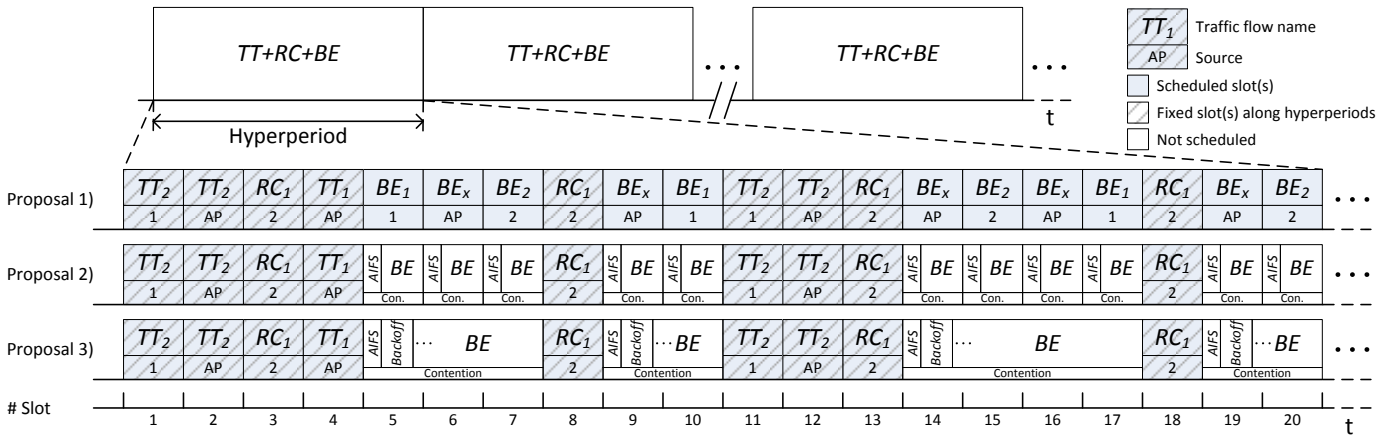 TT+RC+BE TT+RC+BE ... TT+RC+BE ...
t
Hyperperiod
TT₁ Traffic flow name
AP Source
Scheduled slot(s)
Fixed slot(s) along hyperperiods
Not scheduled
Proposal 1)
TT₂ TT₂ RC₁ TT₁ BE₁ BEₓ BE₂ RC₁ BEₓ BE₁ TT₂ TT₂ RC₁ BEₓ BE₂ BEₓ BE₁ RC₁ BEₓ BE₂ ...
1 AP 2 AP 1 AP 2 2 AP 1 1 AP 2 AP 2 AP 1 2 AP 2
Proposal 2)
TT₂ TT₂ RC₁ TT₁ AIFS BE AIFS BE AIFS BE RC₁ AIFS BE AIFS BE TT₂ TT₂ RC₁ AIFS BE AIFS BE AIFS BE AIFS BE RC₁ AIFS BE AIFS BE ...
1 AP 2 AP Con. Con. Con. 2 Con. Con. 1 AP 2 Con. Con. Con. Con. 2 Con. Con.
Proposal 3)
TT₂ TT₂ RC₁ TT₁ AIFS Backoff ... BE RC₁ AIFS Backoff ... BE TT₂ TT₂ RC₁ AIFS Backoff ... BE RC₁ AIFS Backoff ... BE ...
1 AP 2 AP Contention 2 Contention 1 AP 2 Contention 2 Contention
# Slot
1 2 3 4 5 6 7 8 9 10 11 12 13 14 15 16 17 18 19 20 t